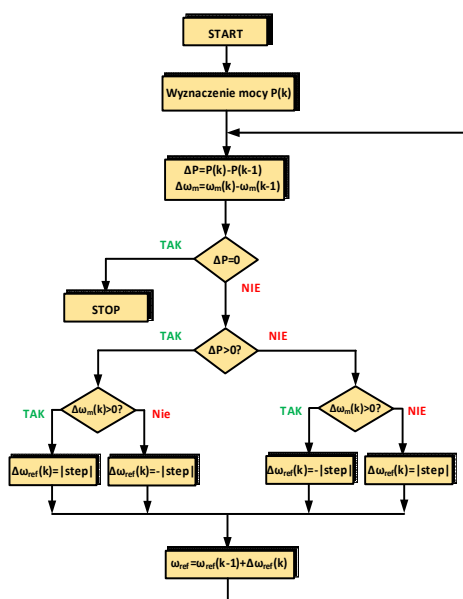 START
Wyznaczenie mocy P(k)
ΔP=P(k)-P(k-1)
Δωm=ωm(k)-ωm(k-1)
TAK
ΔP=0
STOP
NIE
TAK
NIE
ΔP>0?
TAK
Δωm(k)>0?
Nie
TAK
Δωm(k)>0?
NIE
Δωref(k)=|step|
Δωref(k)=-|step|
Δωref(k)=-|step|
Δωref(k)=|step|
ωref=ωref(k-1)+Δωref(k)